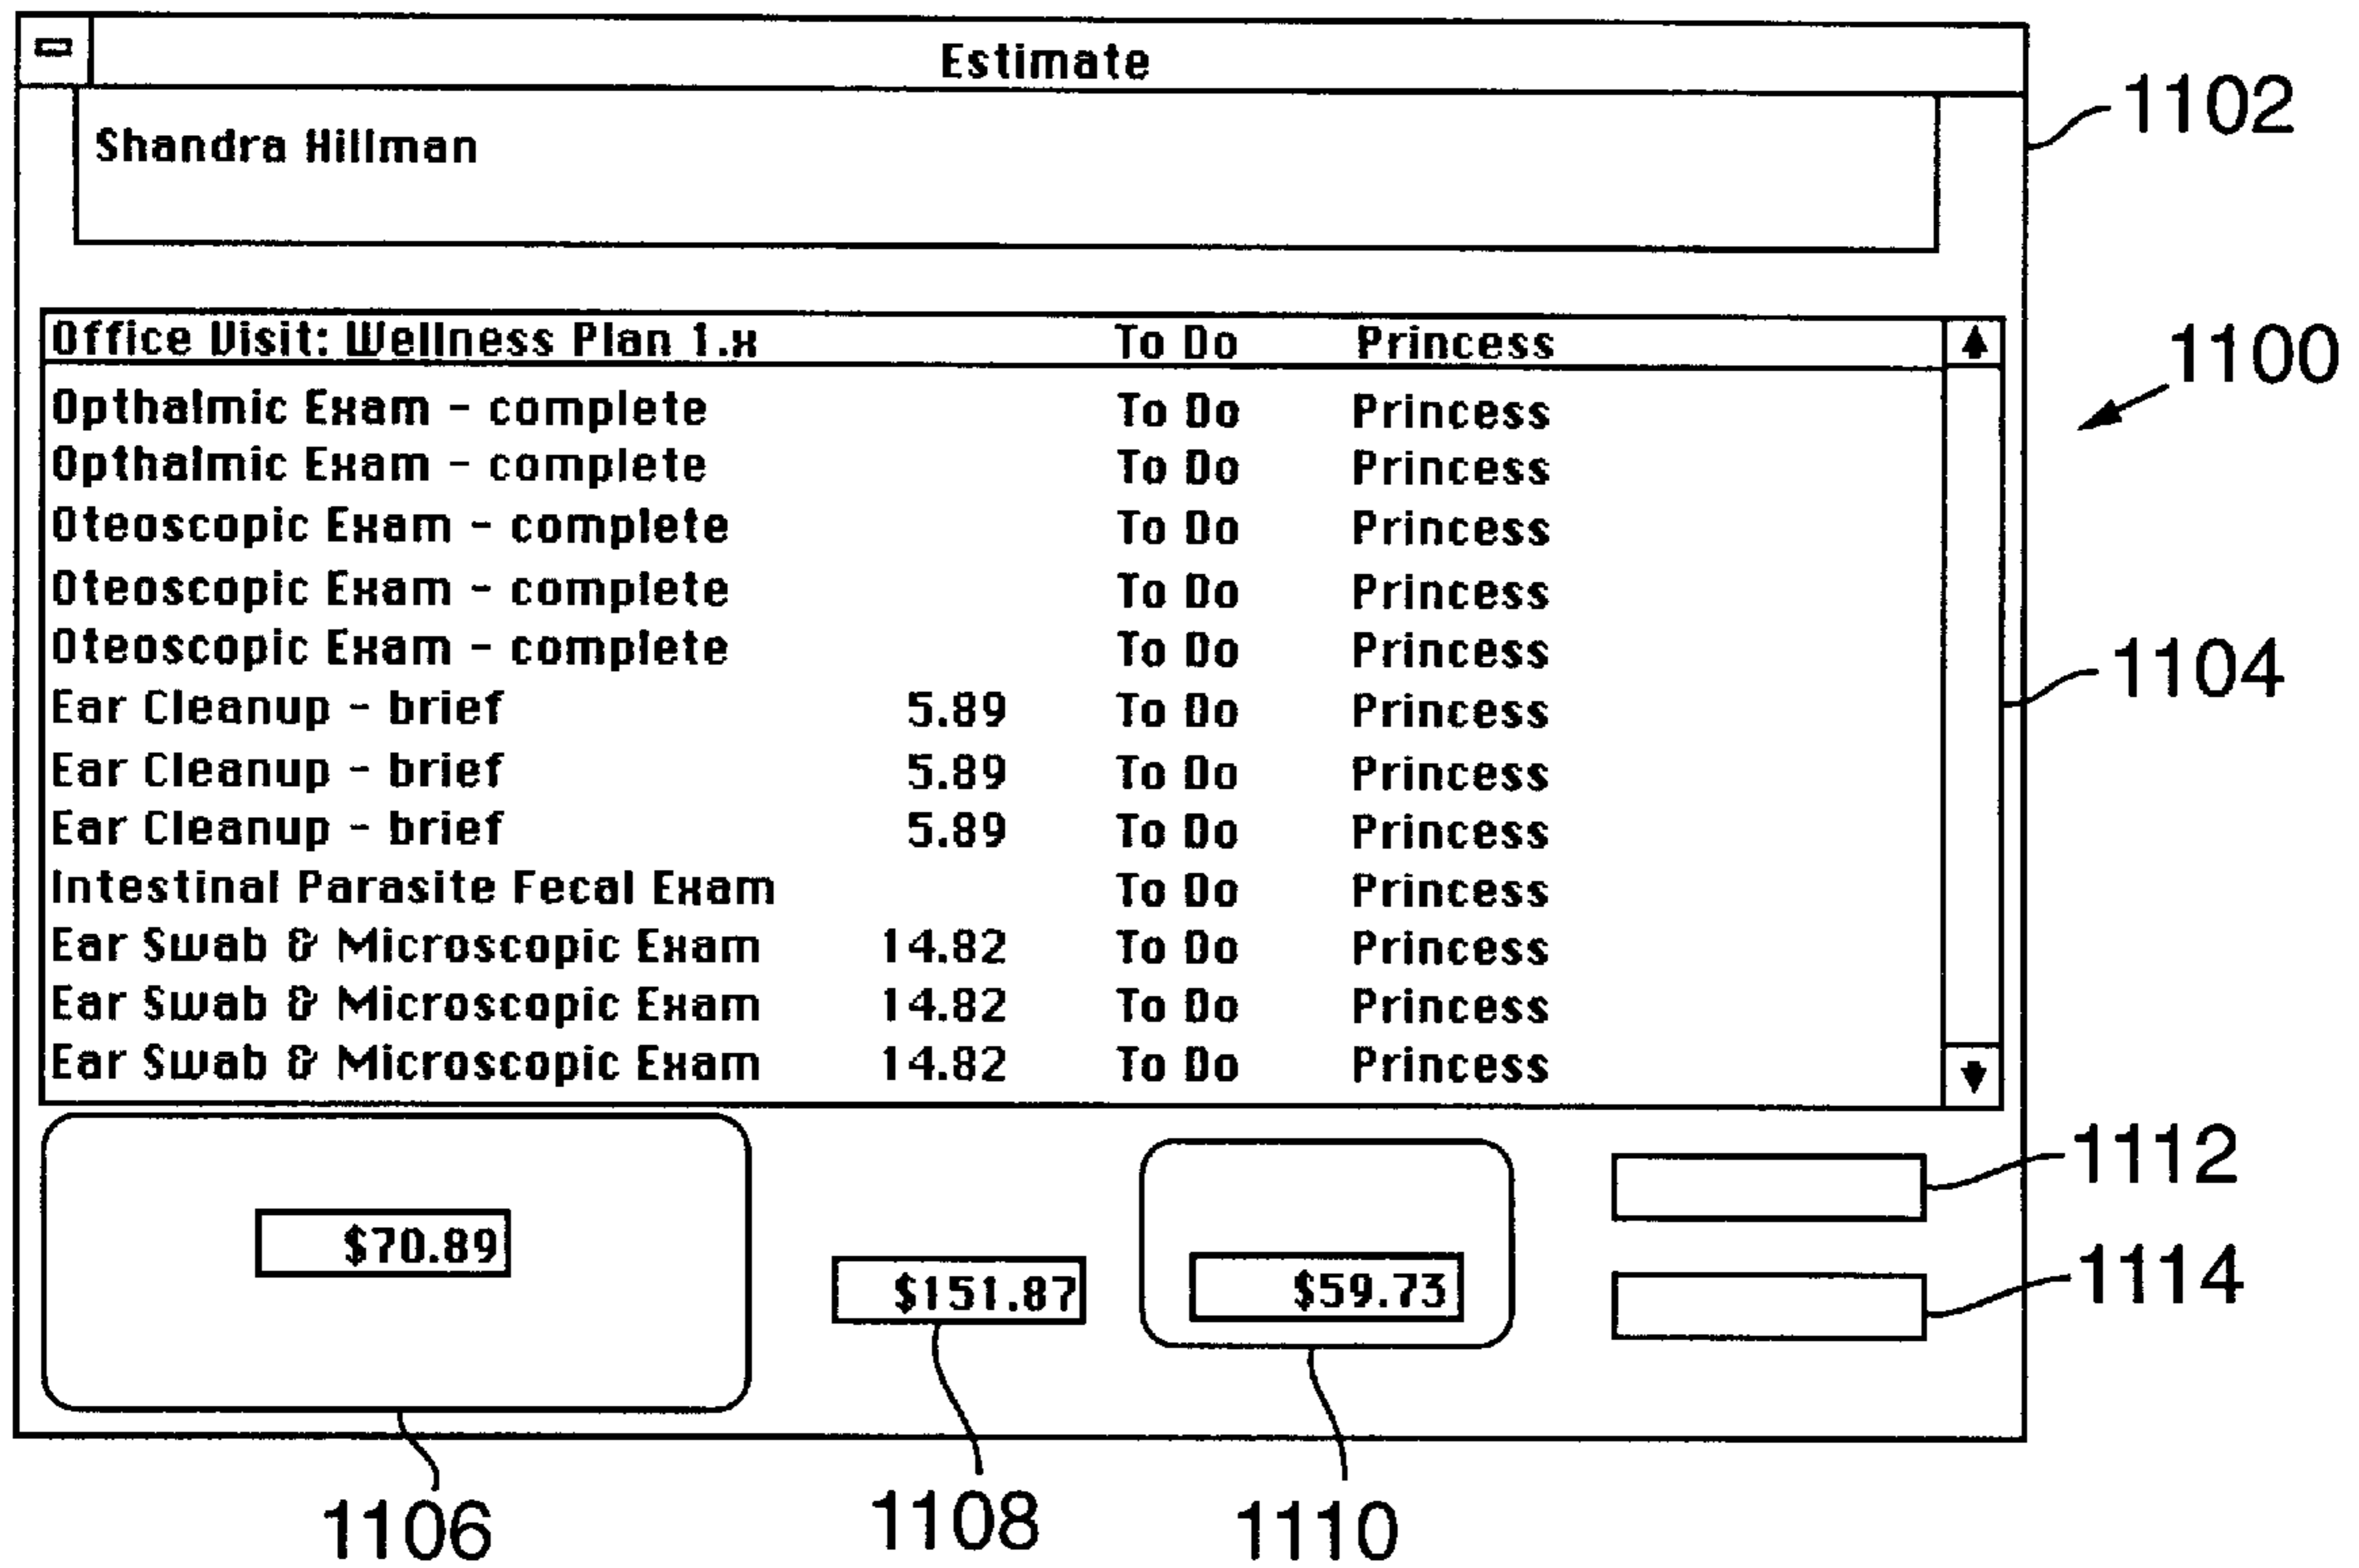 Estimate
1102
Shandra Hillman
Office Visit: Wellness Plan 1.x To Do Princess
1100
Opthalmic Exam - complete To Do Princess
Opthalmic Exam - complete To Do Princess
Oteoscopic Exam - complete To Do Princess
Oteoscopic Exam - complete To Do Princess
Oteoscopic Exam - complete To Do Princess
1104
Ear Cleanup - brief 5.89 To Do Princess
Ear Cleanup - brief 5.89 To Do Princess
Ear Cleanup - brief 5.89 To Do Princess
Intestinal Parasite Fecal Exam To Do Princess
Ear Swab & Microscopic Exam 14.82 To Do Princess
Ear Swab & Microscopic Exam 14.82 To Do Princess
Ear Swab & Microscopic Exam 14.82 To Do Princess
1112
$70.89
$151.87
$59.73
1114
1106
1108
1110